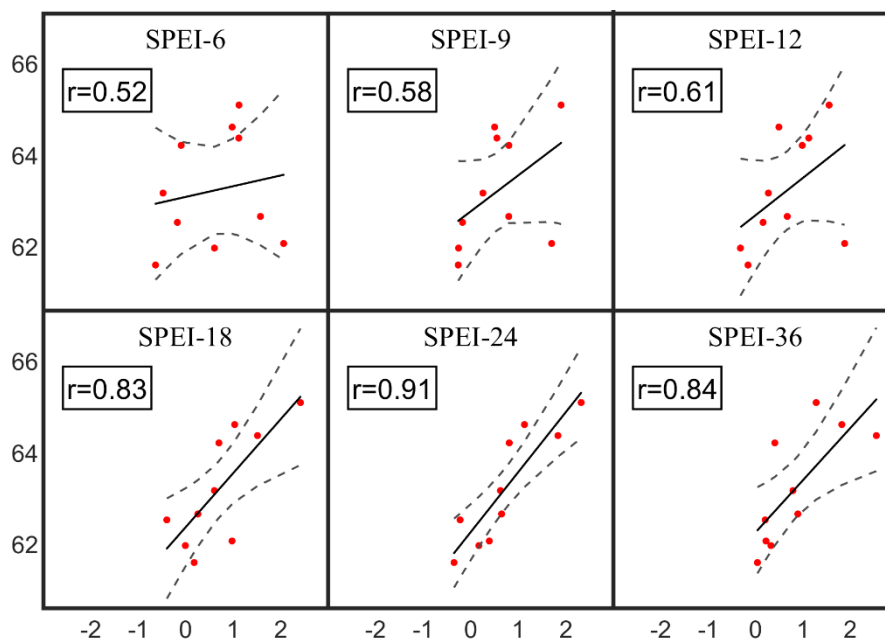 SPEI-6 SPEI-9 SPEI-12
66
r=0.52 r=0.58 r=0.61
64
62
SPEI-18 SPEI-24 SPEI-36
66
r=0.83 r=0.91 r=0.84
64
62
-2 -1 0 1 2 -2 -1 0 1 2 -2 -1 0 1 2